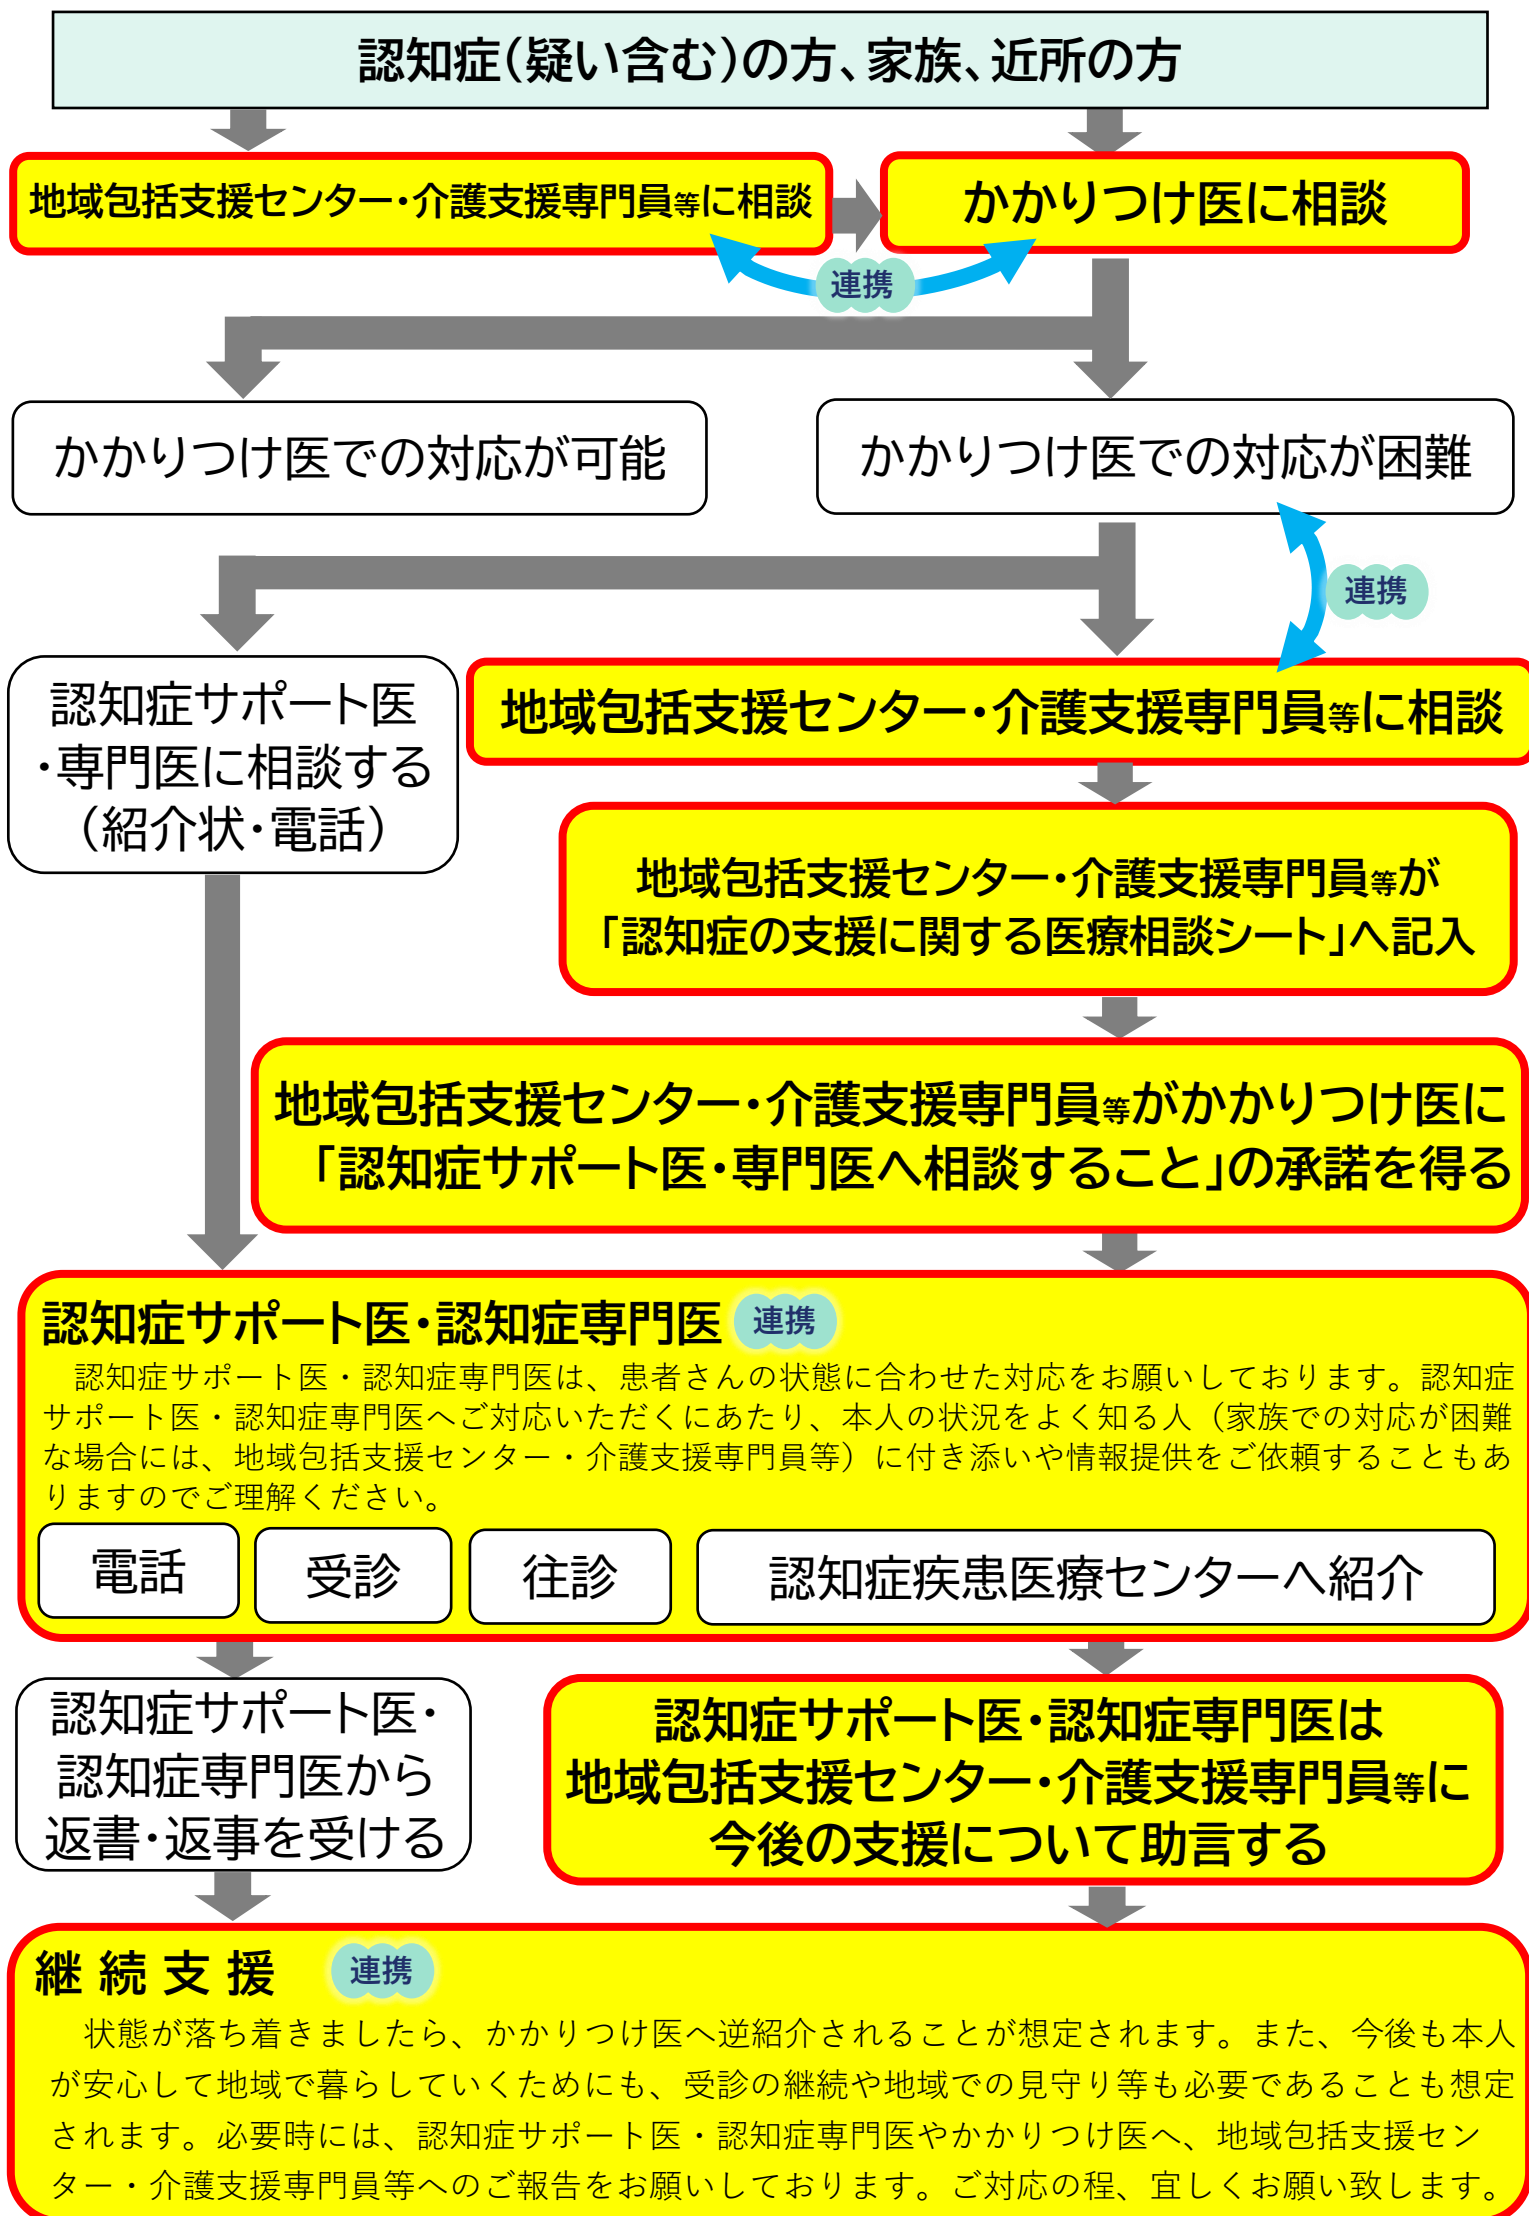 認知症(疑い含む)の方、家族、近所の方
地域包括支援センター・介護支援専門員等に相談
かかりつけ医に相談
連携
かかりつけ医での対応が可能
かかりつけ医での対応が困難
連携
認知症サポート医
・専門医に相談する
(紹介状・電話)
地域包括支援センター・介護支援専門員等に相談
地域包括支援センター・介護支援専門員等が
「認知症の支援に関する医療相談シート」へ記入
地域包括支援センター・介護支援専門員等がかかりつけ医に
「認知症サポート医・専門医へ相談すること」の承諾を得る
認知症サポート医・認知症専門医 連携
認知症サポート医・認知症専門医は、患者さんの状態に合わせた対応をお願いしております。認知症
サポート医・認知症専門医へご対応いただくにあたり、本人の状況をよく知る人（家族での対応が困難
な場合には、地域包括支援センター・介護支援専門員等）に付き添いや情報提供をご依頼することもあ
りますのでご理解ください。
電話
受診
往診
認知症疾患医療センターへ紹介
認知症サポート医・
認知症専門医から
返書・返事を受ける
認知症サポート医・認知症専門医は
地域包括支援センター・介護支援専門員等に
今後の支援について助言する
継続支援 連携
状態が落ち着きましたら、かかりつけ医へ逆紹介されることが想定されます。また、今後も本人
が安心して地域で暮らしていくためにも、受診の継続や地域での見守り等も必要であることも想定
されます。必要時には、認知症サポート医・認知症専門医やかかりつけ医へ、地域包括支援セン
ター・介護支援専門員等へのご報告をお願いしております。ご対応の程、宜しくお願い致します。